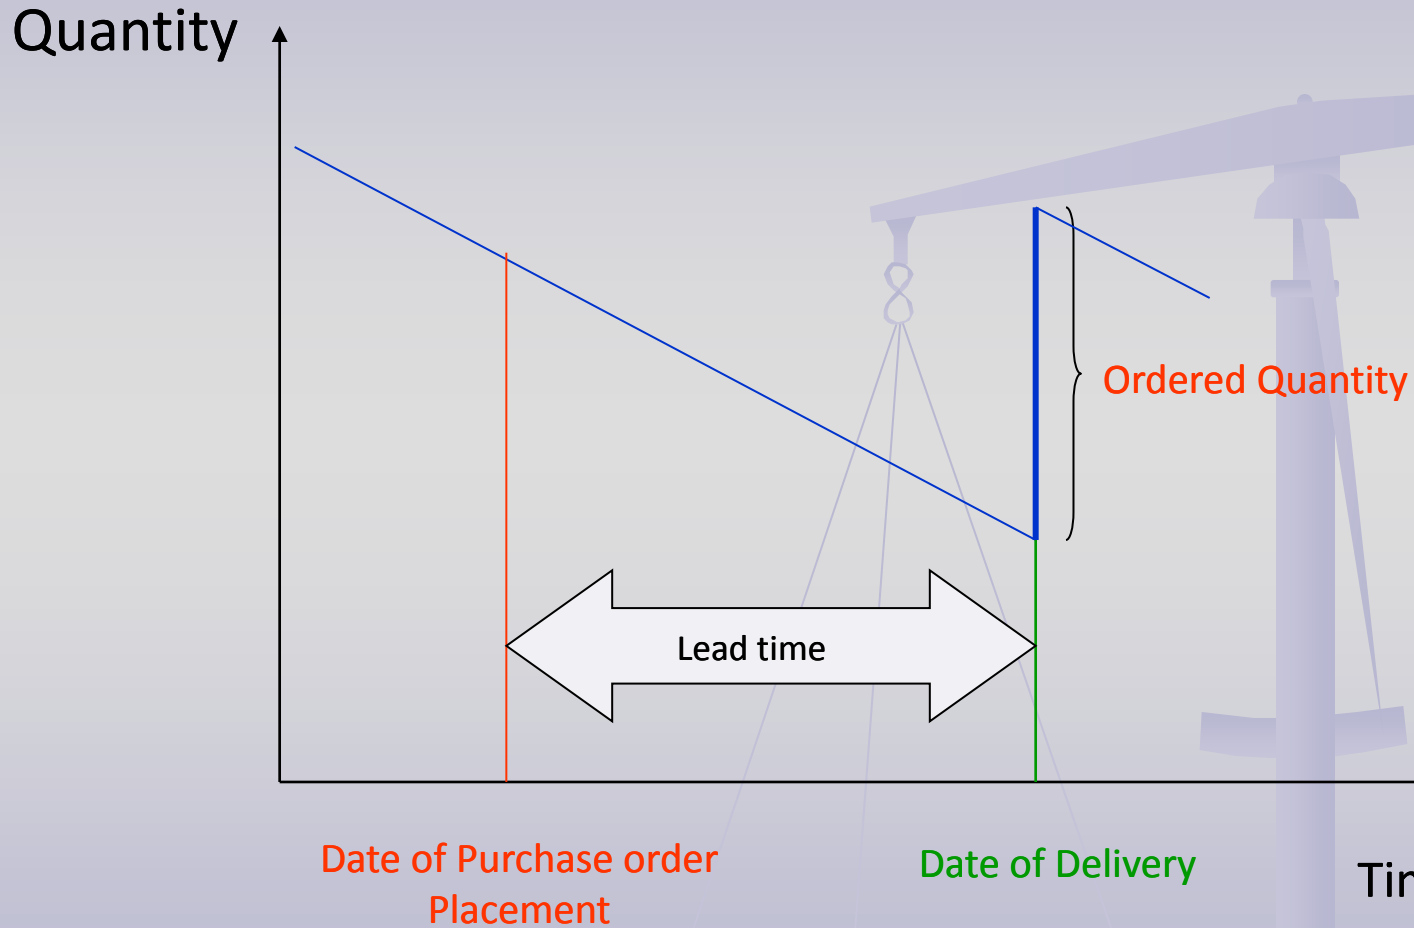 Quantity
Ordered Quantity
Lead time
Date of Purchase order
Placement
Date of Delivery